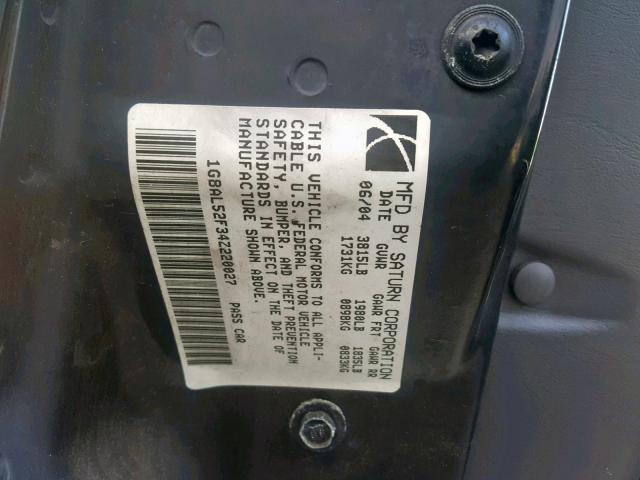 MFD BY SATURN CORPORATION
DATE GVWR GAWR FRT GAWR RR
06/04 3815LB 1980LB 1835LB
1731KG 0898KG 0833KG
THIS VEHICLE CONFORMS TO ALL APPLI-
CABLE U.S. FEDERAL MOTOR VEHICLE
SAFETY, BUMPER, AND THEFT PREVENTION
STANDARDS IN EFFECT ON THE DATE OF
MANUFACTURE SHOWN ABOVE.
1G8AL52F34Z220027 PASS CAR